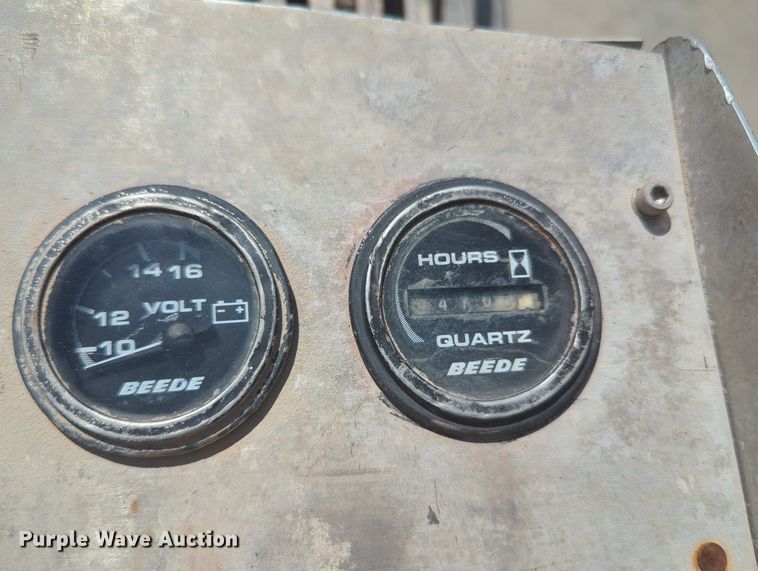 14 16
12 VOLT
10
BEEDE
HOURS
QUARTZ
BEEDE
Purple Wave Auction